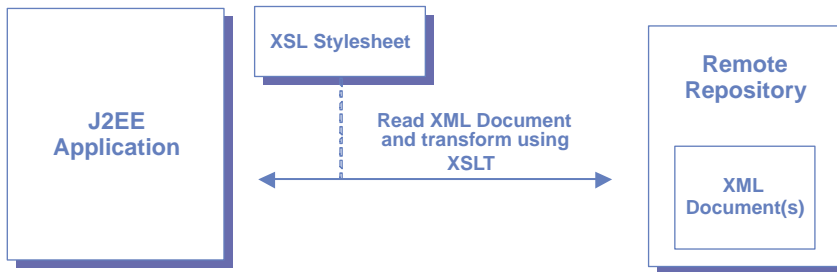 XSL Stylesheet
J2EE
Application
Read XML Document
and transform using
XSLT
Remote
Repository
XML
Document(s)